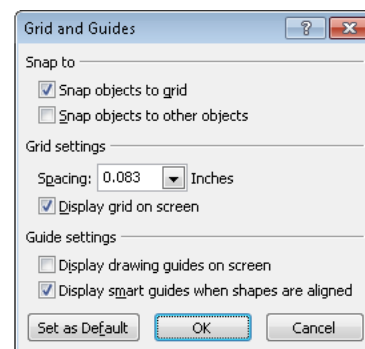 Grid and Guides
Snap to
Snap objects to grid
Snap objects to other objects
Grid settings
Spacing: 0.083 Inches
Display grid on screen
Guide settings
Display drawing guides on screen
Display smart guides when shapes are aligned
Set as Default OK Cancel